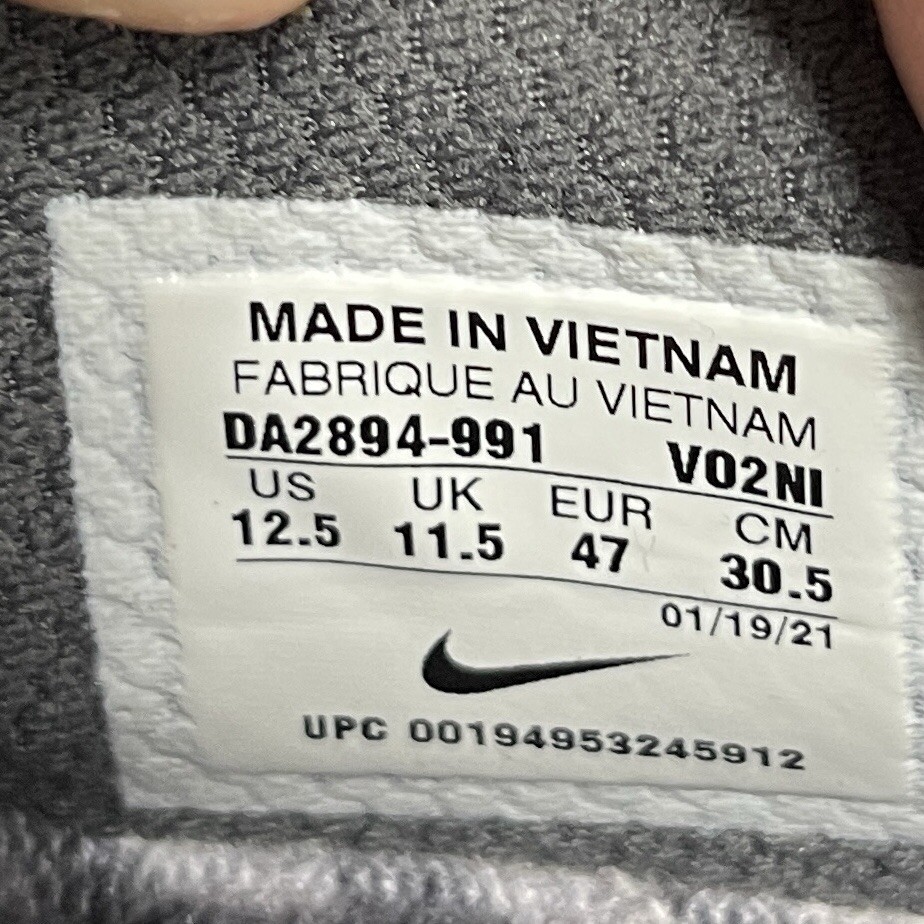 MADE IN VIETNAM
FABRIQUE AU VIETNAM
DA2894-991 V02NI
US UK EUR CM
12.5 11.5 47 30.5
01/19/21
UPC 00194953245912